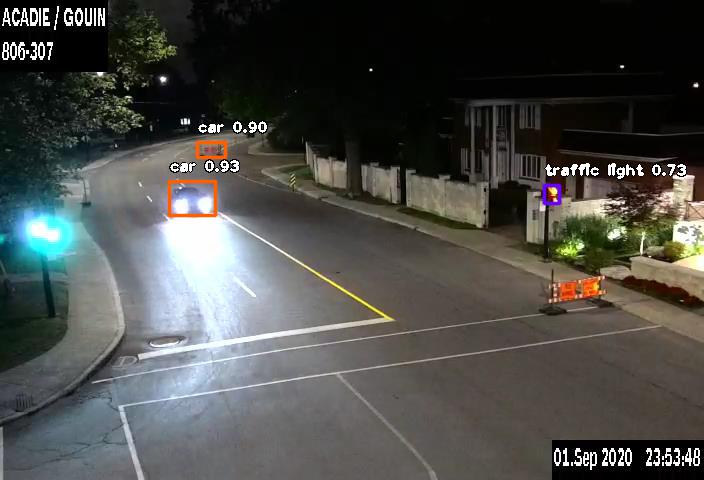 ACADIE / GOUIN
806-307
car 0.90
car 0.93
traffic light 0.73
01.Sep 2020 23:53:48